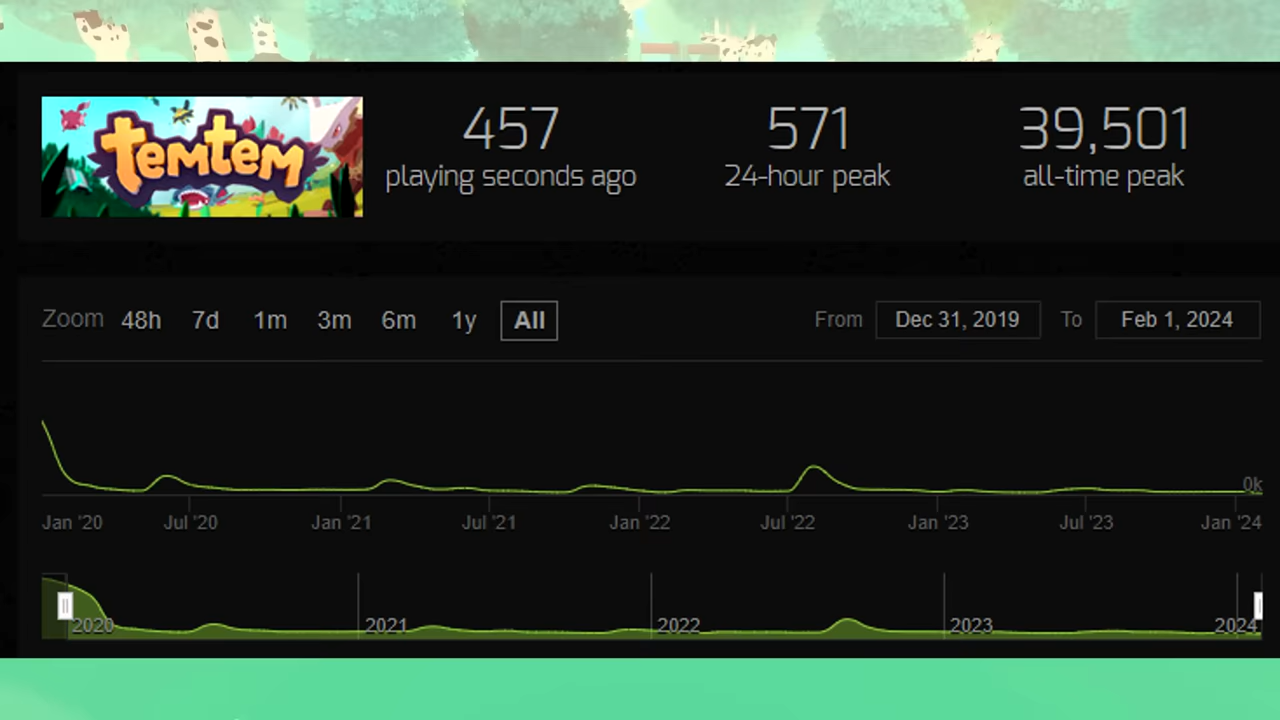 temtem
457
playing seconds ago
571
24-hour peak
39,501
all-time peak
Zoom 48h 7d 1m 3m 6m 1y All From Dec 31, 2019 To Feb 1, 2024
0k
Jan '20 Jul '20 Jan '21 Jul '21 Jan '22 Jul '22 Jan '23 Jul '23 Jan '24
2020 2021 2022 2023 2024